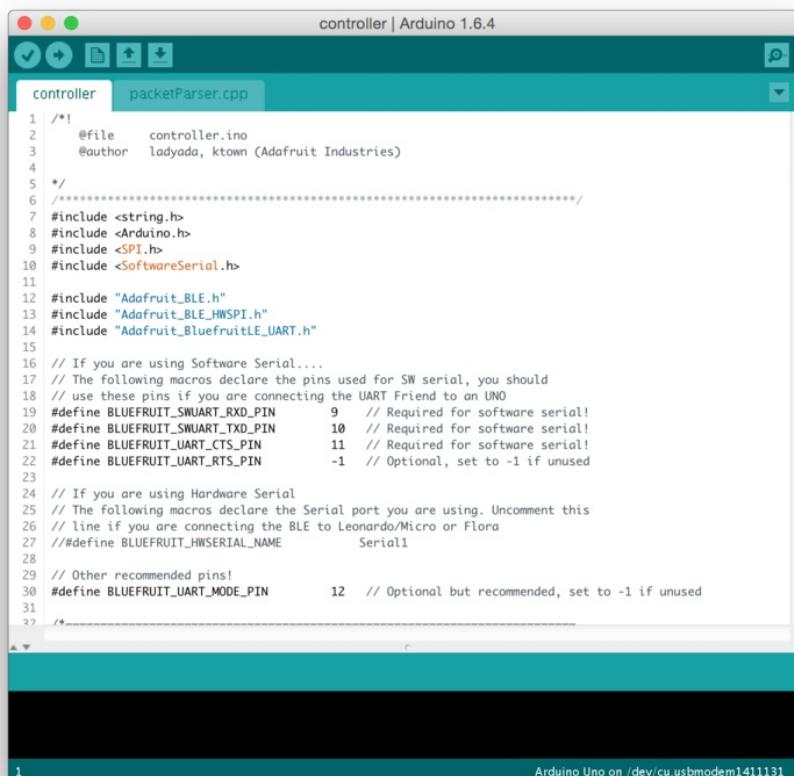 controller | Arduino 1.6.4
controller packetParser.cpp
1 /*!
2 @file controller.ino
3 @author ladyada, ktown (Adafruit Industries)
4
5 */
6 /**************************************************************************/
7 #include <string.h>
8 #include <Arduino.h>
9 #include <SPI.h>
10 #include <SoftwareSerial.h>
11
12 #include "Adafruit_BLE.h"
13 #include "Adafruit_BLE_HWSPI.h"
14 #include "Adafruit_BluefruitLE_UART.h"
15
16 // If you are using Software Serial....
17 // The following macros declare the pins used for SW serial, you should
18 // use these pins if you are connecting the UART Friend to an UNO
19 #define BLUEFRUIT_SWUART_RXD_PIN 9 // Required for software serial!
20 #define BLUEFRUIT_SWUART_TXD_PIN 10 // Required for software serial!
21 #define BLUEFRUIT_UART_CTS_PIN 11 // Required for software serial!
22 #define BLUEFRUIT_UART_RTS_PIN -1 // Optional, set to -1 if unused
23
24 // If you are using Hardware Serial
25 // The following macros declare the Serial port you are using. Uncomment this
26 // line if you are connecting the BLE to Leonardo/Micro or Flora
27 //#define BLUEFRUIT_HWSERIAL_NAME Serial1
28
29 // Other recommended pins!
30 #define BLUEFRUIT_UART_MODE_PIN 12 // Optional but recommended, set to -1 if unused
31
32 /*=========================================================================
1 Arduino Uno on /dev/cu.usbmodem1411131